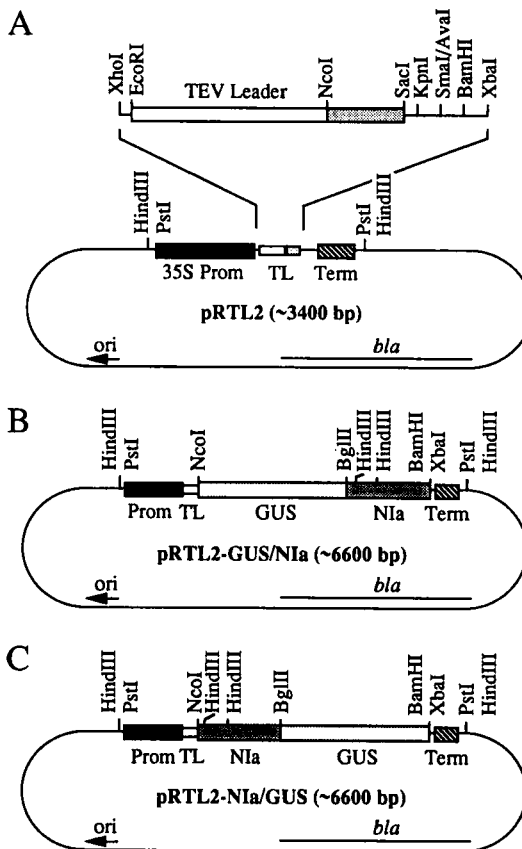 A
XhoI EcoRI NcoI SacI KpnI SmaI/AvaI BamHI XbaI
TEV Leader
HindIII PstI PstI HindIII
35S Prom TL Term
pRTL2 (~3400 bp)
ori bla
B
HindIII PstI NcoI BglII HindIII HindIII BamHI XbaI PstI HindIII
Prom TL GUS NIa Term
pRTL2-GUS/NIa (~6600 bp)
ori bla
C
HindIII PstI NcoI HindIII HindIII BglII BamHI XbaI PstI HindIII
Prom TL NIa GUS Term
pRTL2-NIa/GUS (~6600 bp)
ori bla